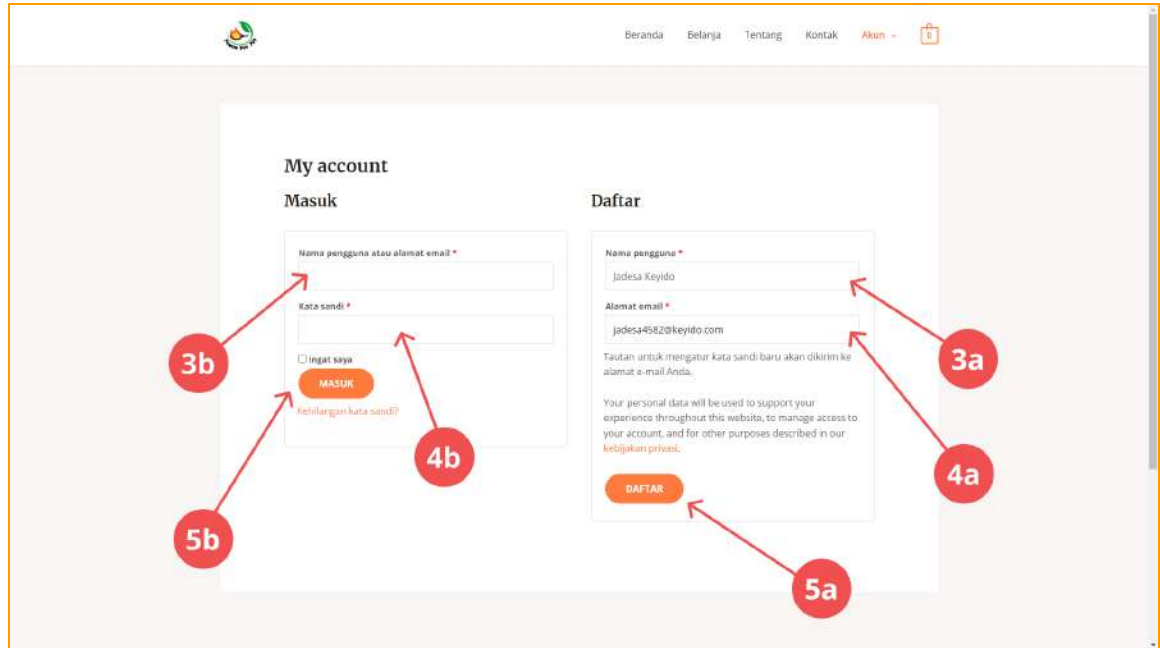 Beranda Belanja Tentang Kontak Akun 0
My account
Masuk
Nama pengguna atau alamat email *
Kata sandi *
Ingat saya
MASUK
Kehilangan kata sandi?
3b
4b
5b
Daftar
Nama pengguna *
Jadesa Keyido
Alamat email *
jadesa4582@keyido.com
Tautan untuk mengatur kata sandi baru akan dikirim ke
alamat e-mail Anda.
Your personal data will be used to support your
experience throughout this website, to manage access to
your account, and for other purposes described in our
kebijakan privasi.
DAFTAR
3a
4a
5a